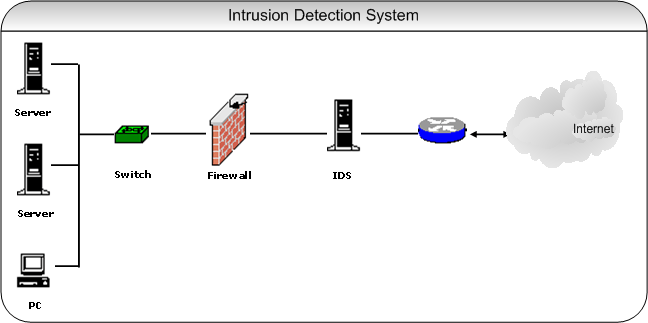 Intrusion Detection System
Server
Internet
Switch
Firewall
IDS
Server
PC